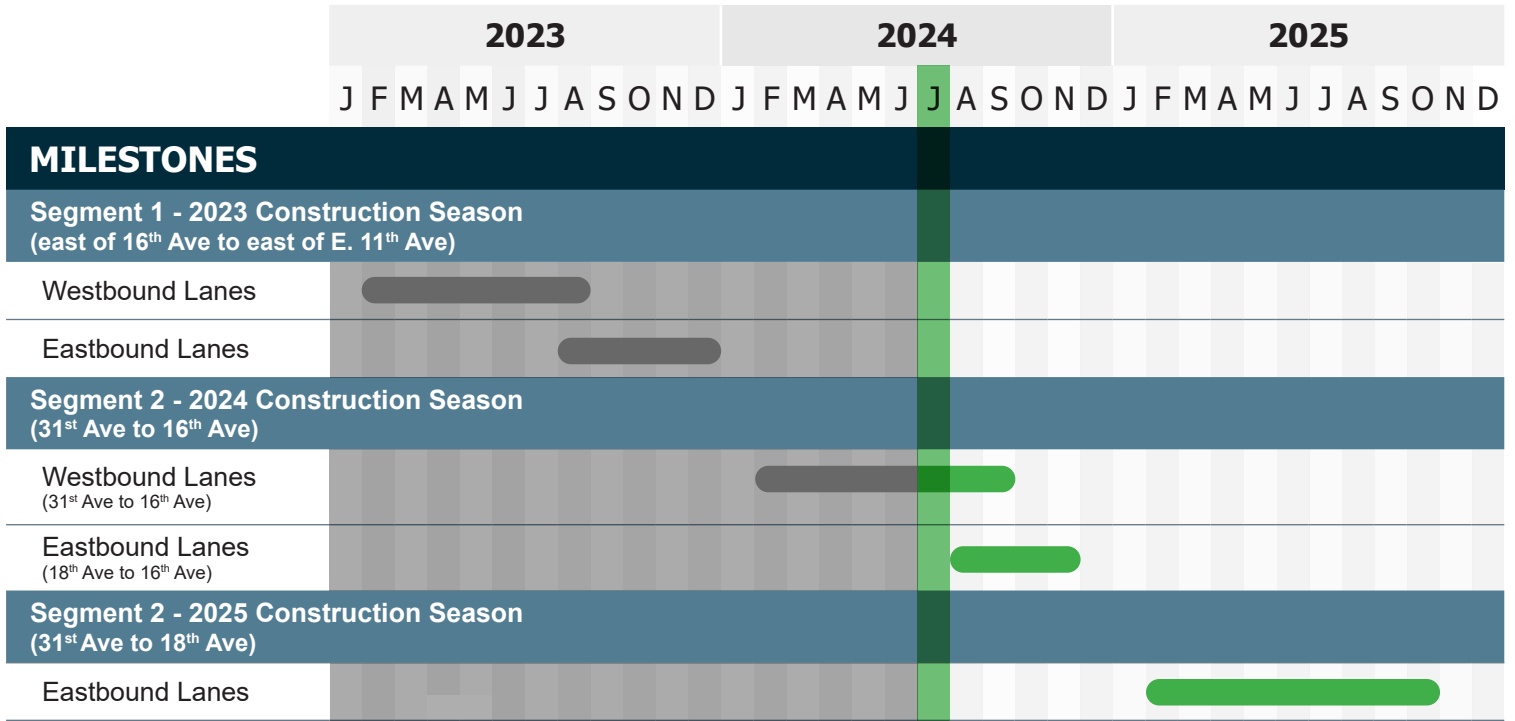 2023 2024 2025
J F M A M J J A S O N D J F M A M J J A S O N D J F M A M J J A S O N D
MILESTONES
Segment 1 - 2023 Construction Season
(east of 16th Ave to east of E. 11th Ave)
Westbound Lanes
Eastbound Lanes
Segment 2 - 2024 Construction Season
(31st Ave to 16th Ave)
Westbound Lanes
(31st Ave to 16th Ave)
Eastbound Lanes
(18th Ave to 16th Ave)
Segment 2 - 2025 Construction Season
(31st Ave to 18th Ave)
Eastbound Lanes